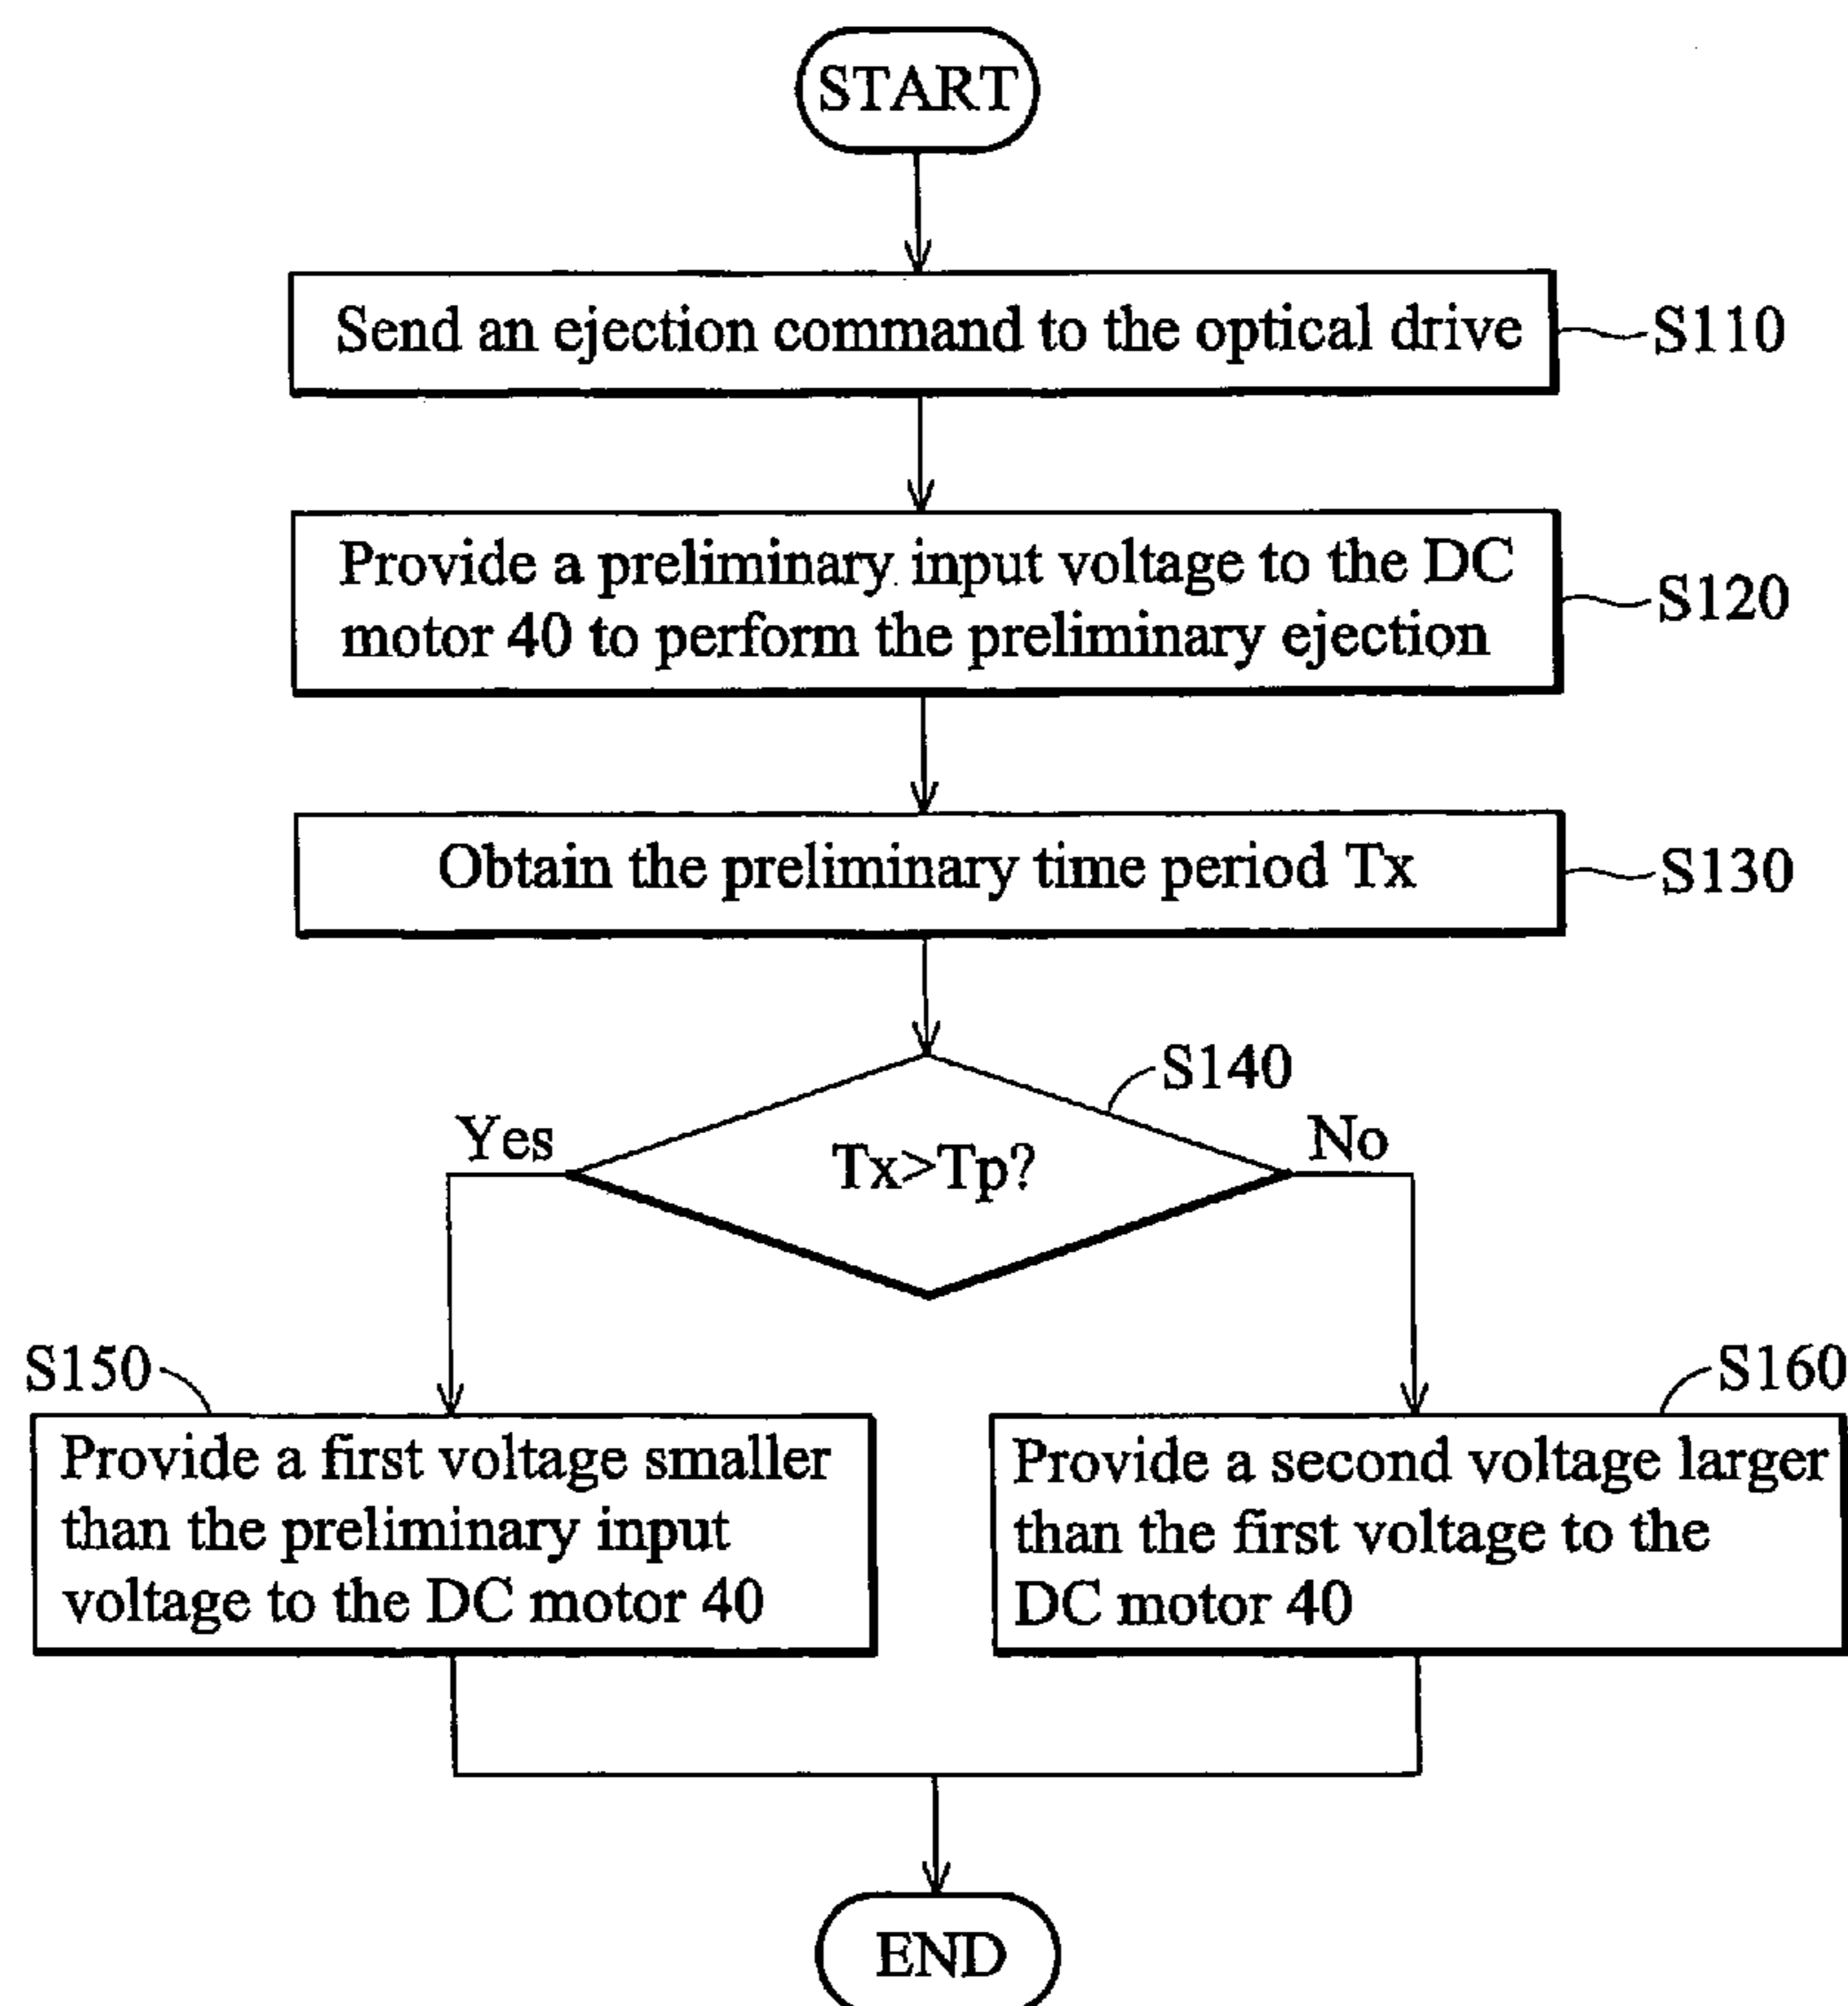 START
Send an ejection command to the optical drive
S110
Provide a preliminary input voltage to the DC
motor 40 to perform the preliminary ejection
S120
Obtain the preliminary time period Tx
S130
S140
Yes
Tx>Tp?
No
S150
Provide a first voltage smaller
than the preliminary input
voltage to the DC motor 40
S160
Provide a second voltage larger
than the first voltage to the
DC motor 40
END